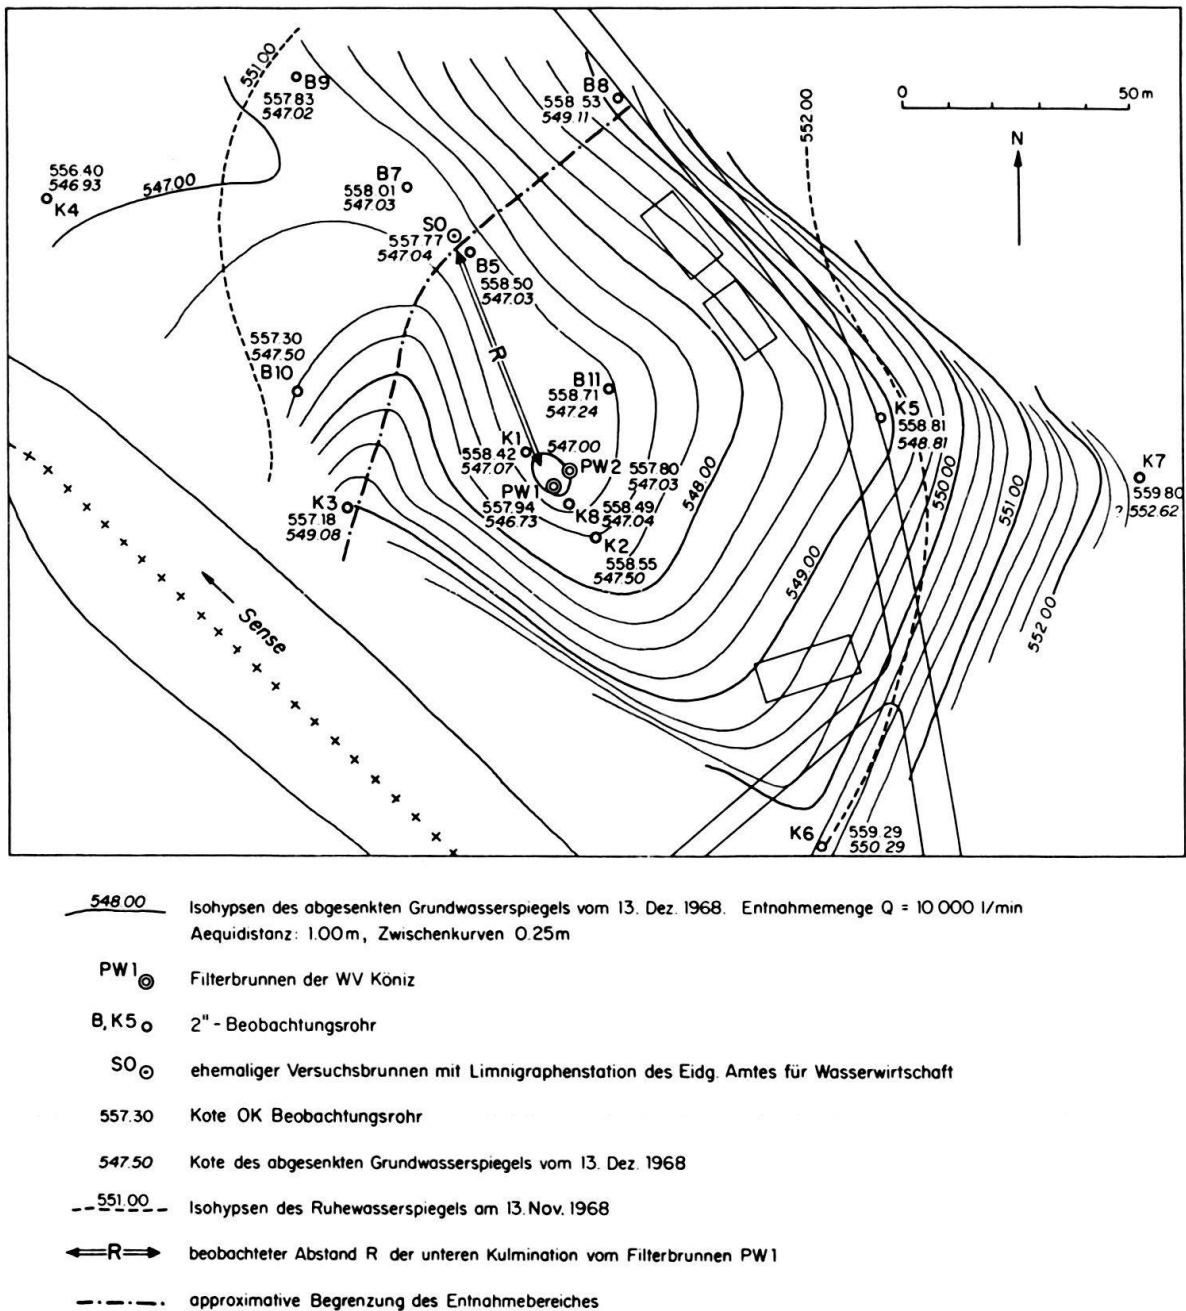 551.00
B9
557.83
547.02
B8
558.53
549.11
552.00
0
50 m
N
556.40
546.93
K4
547.00
B7
558.01
547.03
SO
557.77
547.04
B5
558.50
547.03
R
557.30
547.50
B10
B11
558.71
547.24
K5
558.81
548.81
K1
558.42
547.07
547.00
PW2
557.80
547.03
548.00
550.00
551.00
K7
559.80
? 552.62
PW1
557.94
546.73
K8
558.49
547.04
K3
557.18
549.08
K2
558.55
547.50
549.00
552.00
Sense
K6
559.29
550.29
548.00 Isohypsen des abgesenkten Grundwasserspiegels vom 13. Dez. 1968. Entnahmemenge Q = 10 000 l/min
Aequidistanz: 1.00m, Zwischenkurven 0.25m
PW1 Filterbrunnen der WV Köniz
B, K5 2" - Beobachtungsrohr
SO ehemaliger Versuchsbrunnen mit Limnigraphenstation des Eidg. Amtes für Wasserwirtschaft
557.30 Kote OK Beobachtungsrohr
547.50 Kote des abgesenkten Grundwasserspiegels vom 13. Dez. 1968
551.00 Isohypsen des Ruhewasserspiegels am 13. Nov. 1968
R beobachteter Abstand R der unteren Kulmination vom Filterbrunnen PW1
approximative Begrenzung des Entnahmebereiches